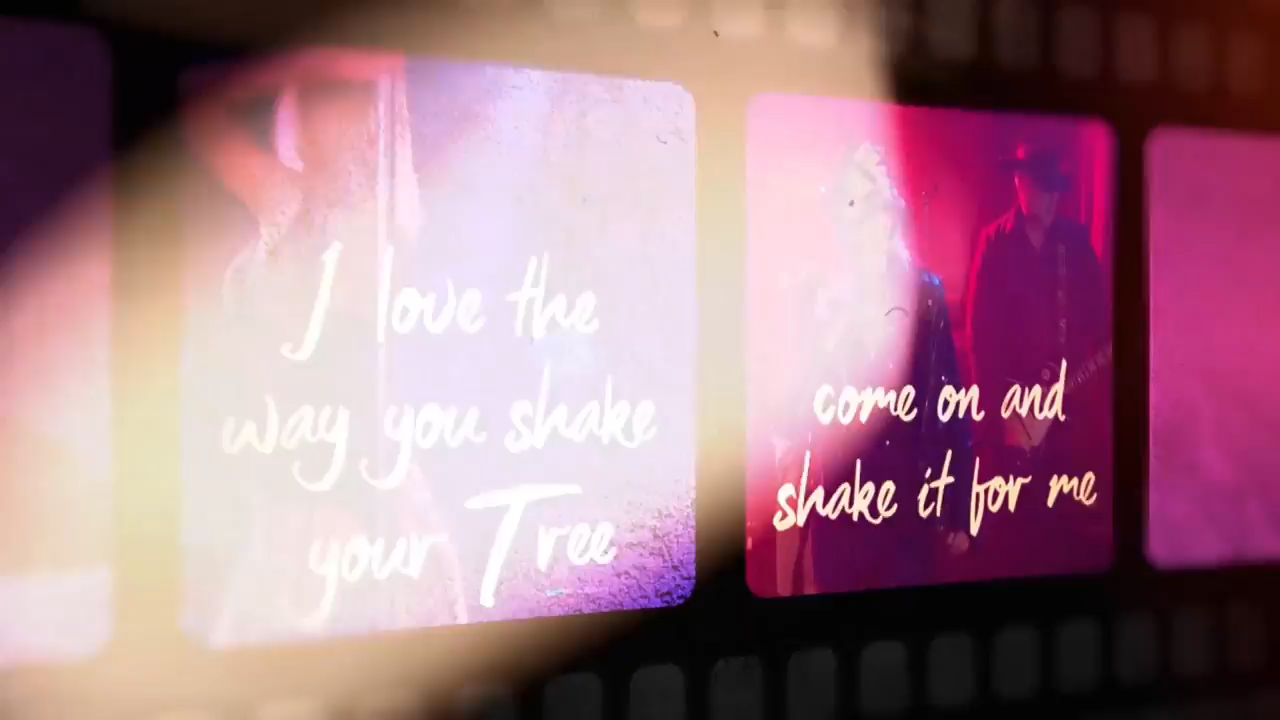 I love the
way you shake
your Tree
come on and
shake it for me